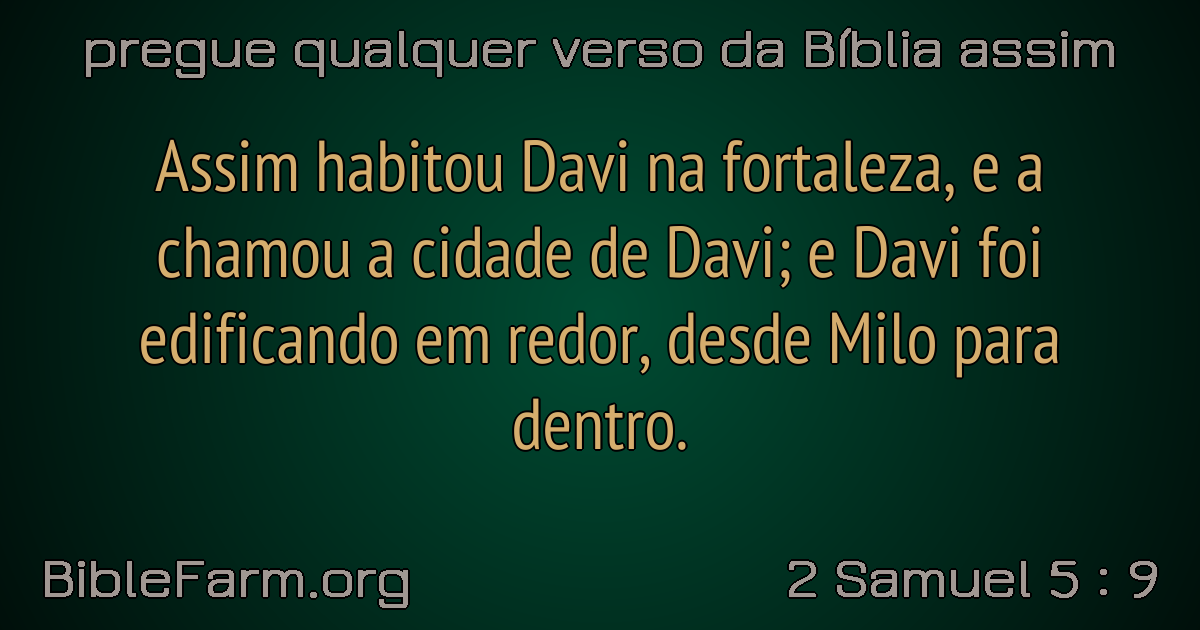 pregue qualquer verso da Bíblia assim
Assim habitou Davi na fortaleza, e a
chamou a cidade de Davi; e Davi foi
edificando em redor, desde Milo para
dentro.
BibleFarm.org
2 Samuel 5 : 9